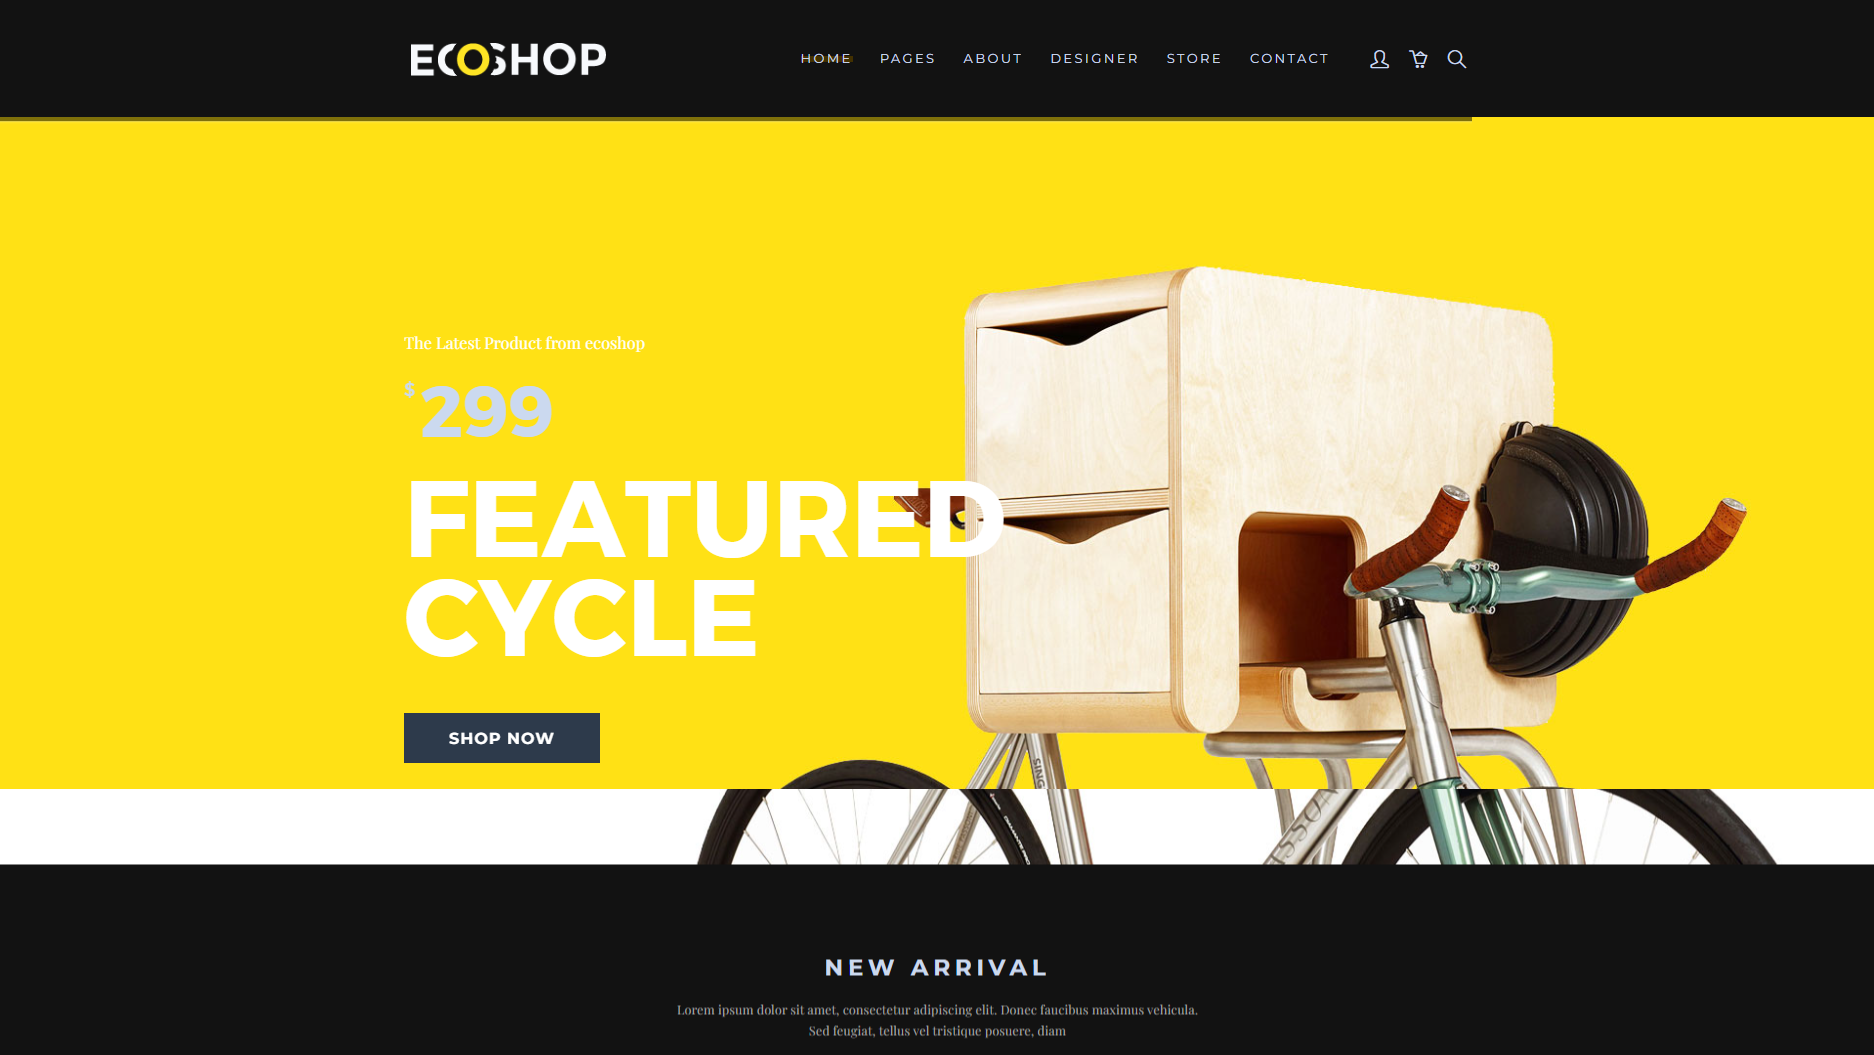 ECOSHOP
HOME PAGES ABOUT DESIGNER STORE CONTACT
The Latest Product from ecoshop
$299
FEATURED
CYCLE
SHOP NOW
SING
ESSON
NEW ARRIVAL
Lorem ipsum dolor sit amet, consectetur adipiscing elit. Donec faucibus maximus vehicula.
Sed feugiat, tellus vel tristique posuere, diam